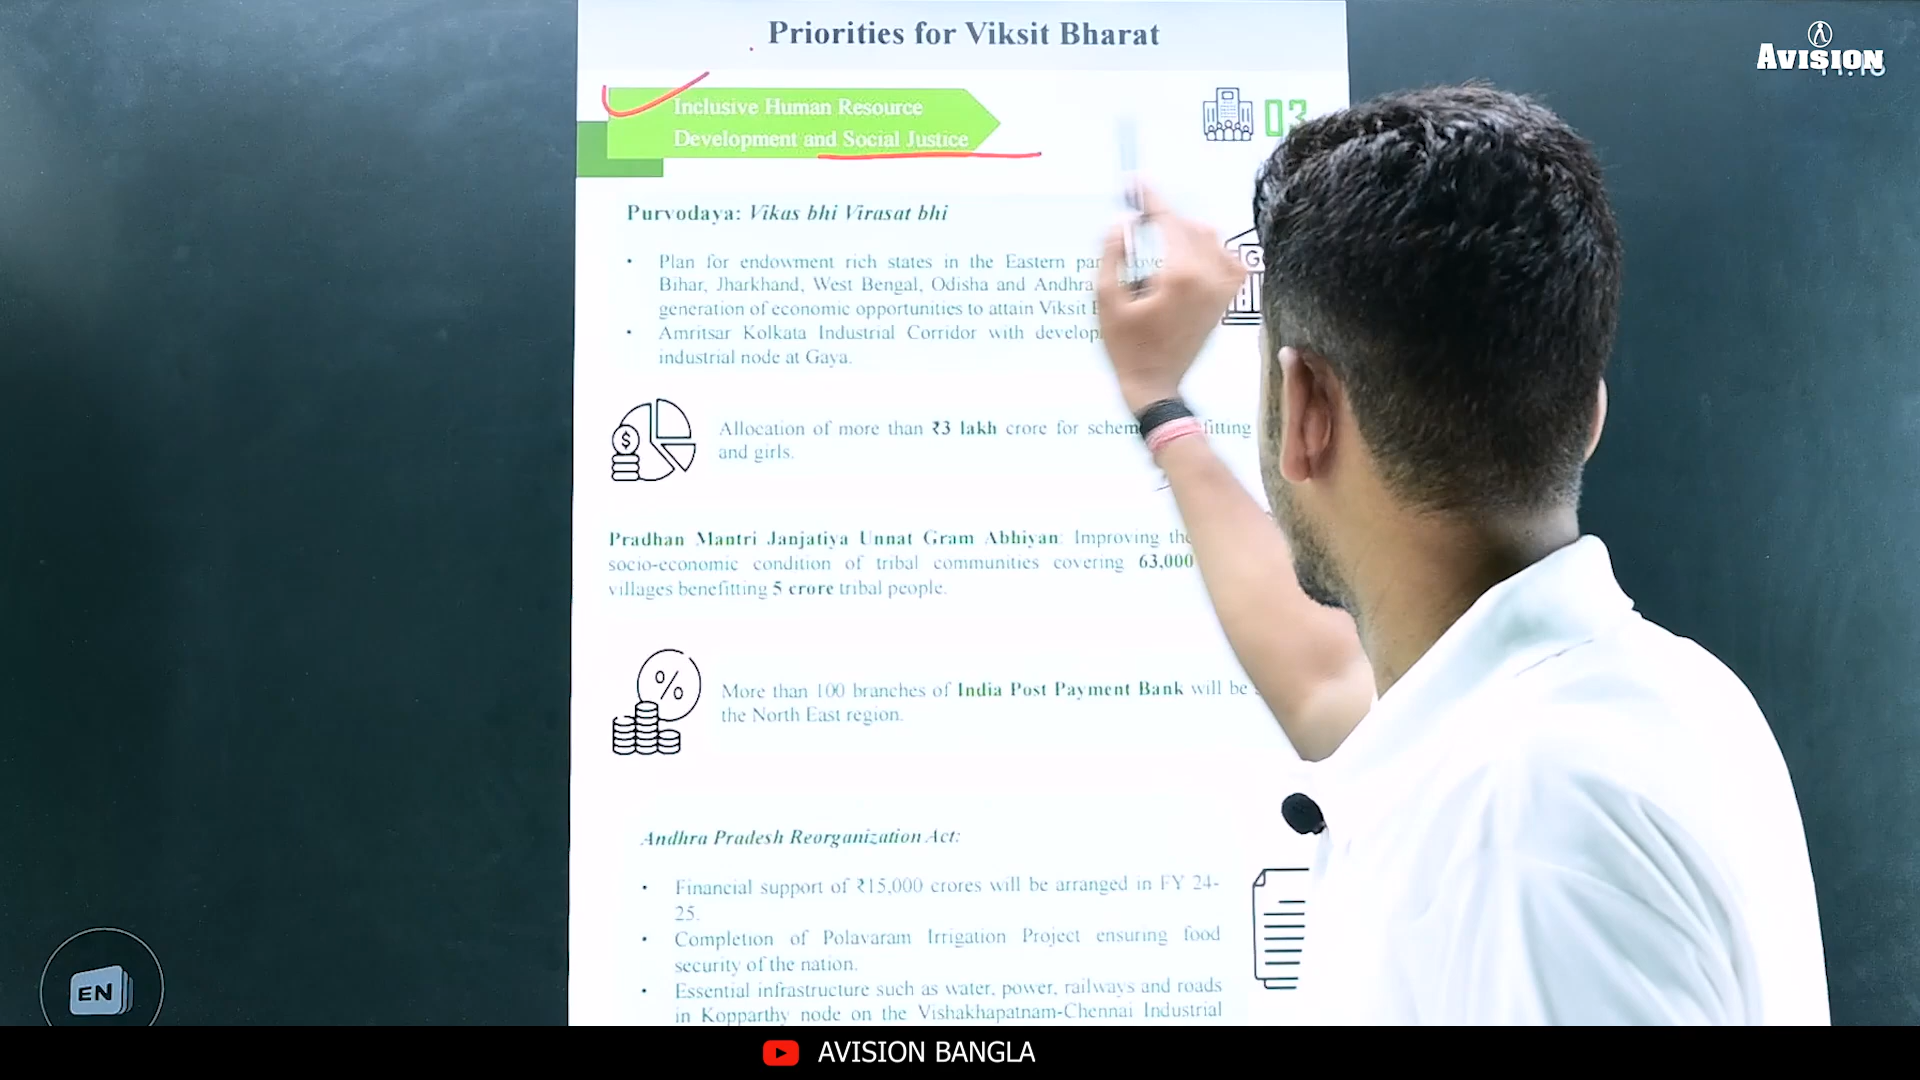 Priorities for Viksit Bharat
AVISION
Inclusive Human Resource
Development and Social Justice
03
Purvodaya: Vikas bhi Virasat bhi
• Plan for endowment rich states in the Eastern
Bihar, Jharkhand, West Bengal, Odisha and Andhra
generation of economic opportunities to attain Viksit
• Amritsar Kolkata Industrial Corridor with
industrial node at Gaya.
$
Allocation of more than ₹3 lakh crore for
and girls.
Pradhan Mantri Janjatiya Unnat Gram Abhiyan: Improving the
socio-economic condition of tribal communities covering 63,000
villages benefitting 5 crore tribal people.
%
More than 100 branches of India Post Payment Bank will be
the North East region.
Andhra Pradesh Reorganization Act:
• Financial support of ₹15,000 crores will be arranged in FY 24-
25.
• Completion of Polavaram Irrigation Project ensuring food
security of the nation.
• Essential infrastructure such as water, power, railways and roads
in Kopparthy node on the Vishakhapatnam-Chennai Industrial
EN
AVISION BANGLA